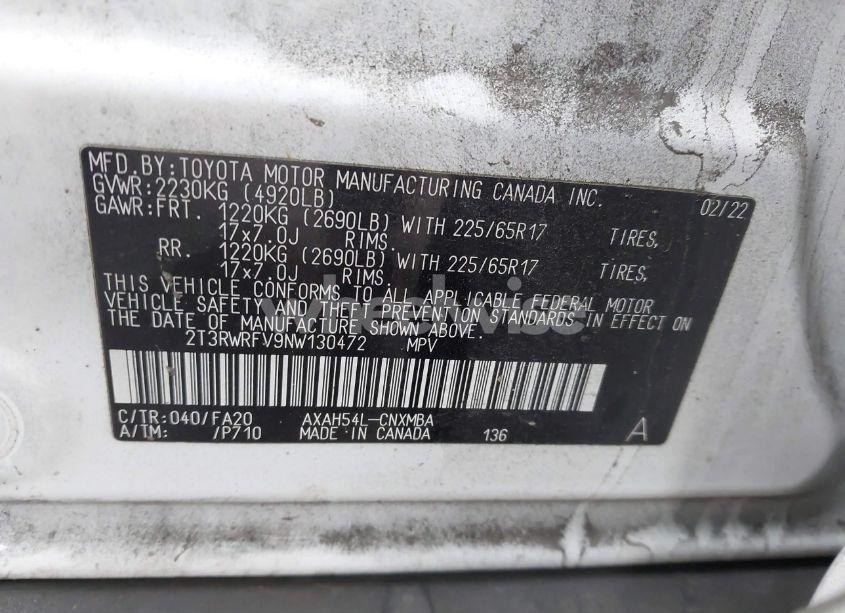 MFD.BY:TOYOTA MOTOR MANUFACTURING CANADA INC. 02/22
GVWR:2230KG (4920LB)
GAWR:FRT. 1220KG (2690LB) WITH 225/65R17 TIRES,
17x7.0J RIMS.
RR. 1220KG (2690LB) WITH 225/65R17 TIRES,
17x7.0J RIMS.
THIS VEHICLE CONFORMS TO ALL APPLICABLE FEDERAL MOTOR
VEHICLE SAFETY AND THEFT PREVENTION STANDARDS IN EFFECT ON
THE DATE OF MANUFACTURE SHOWN ABOVE.
wheelwise
2T3RWRFV9NW130472 MPV
C/TR:040/FA20 AXAH54L-CNXMBA
A/TM: /P710 MADE IN CANADA 136 A